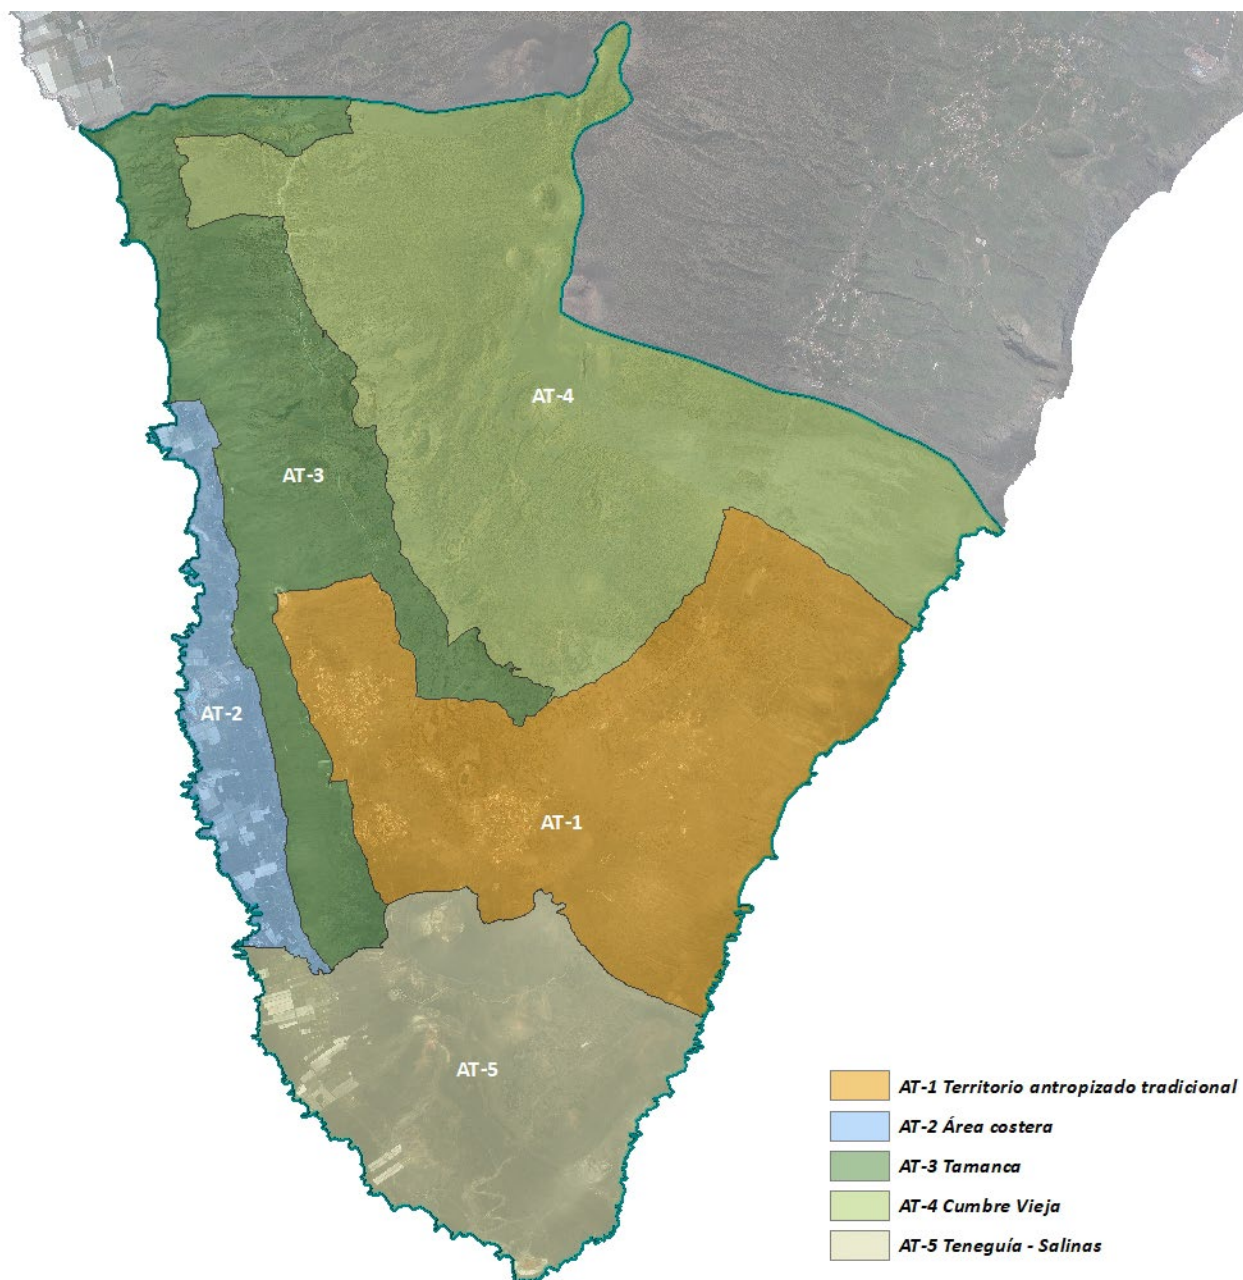 AT-4
AT-3
AT-2
AT-1
AT-5
AT-1 Territorio antropizado tradicional
AT-2 Área costera
AT-3 Tamanca
AT-4 Cumbre Vieja
AT-5 Teneguía - Salinas